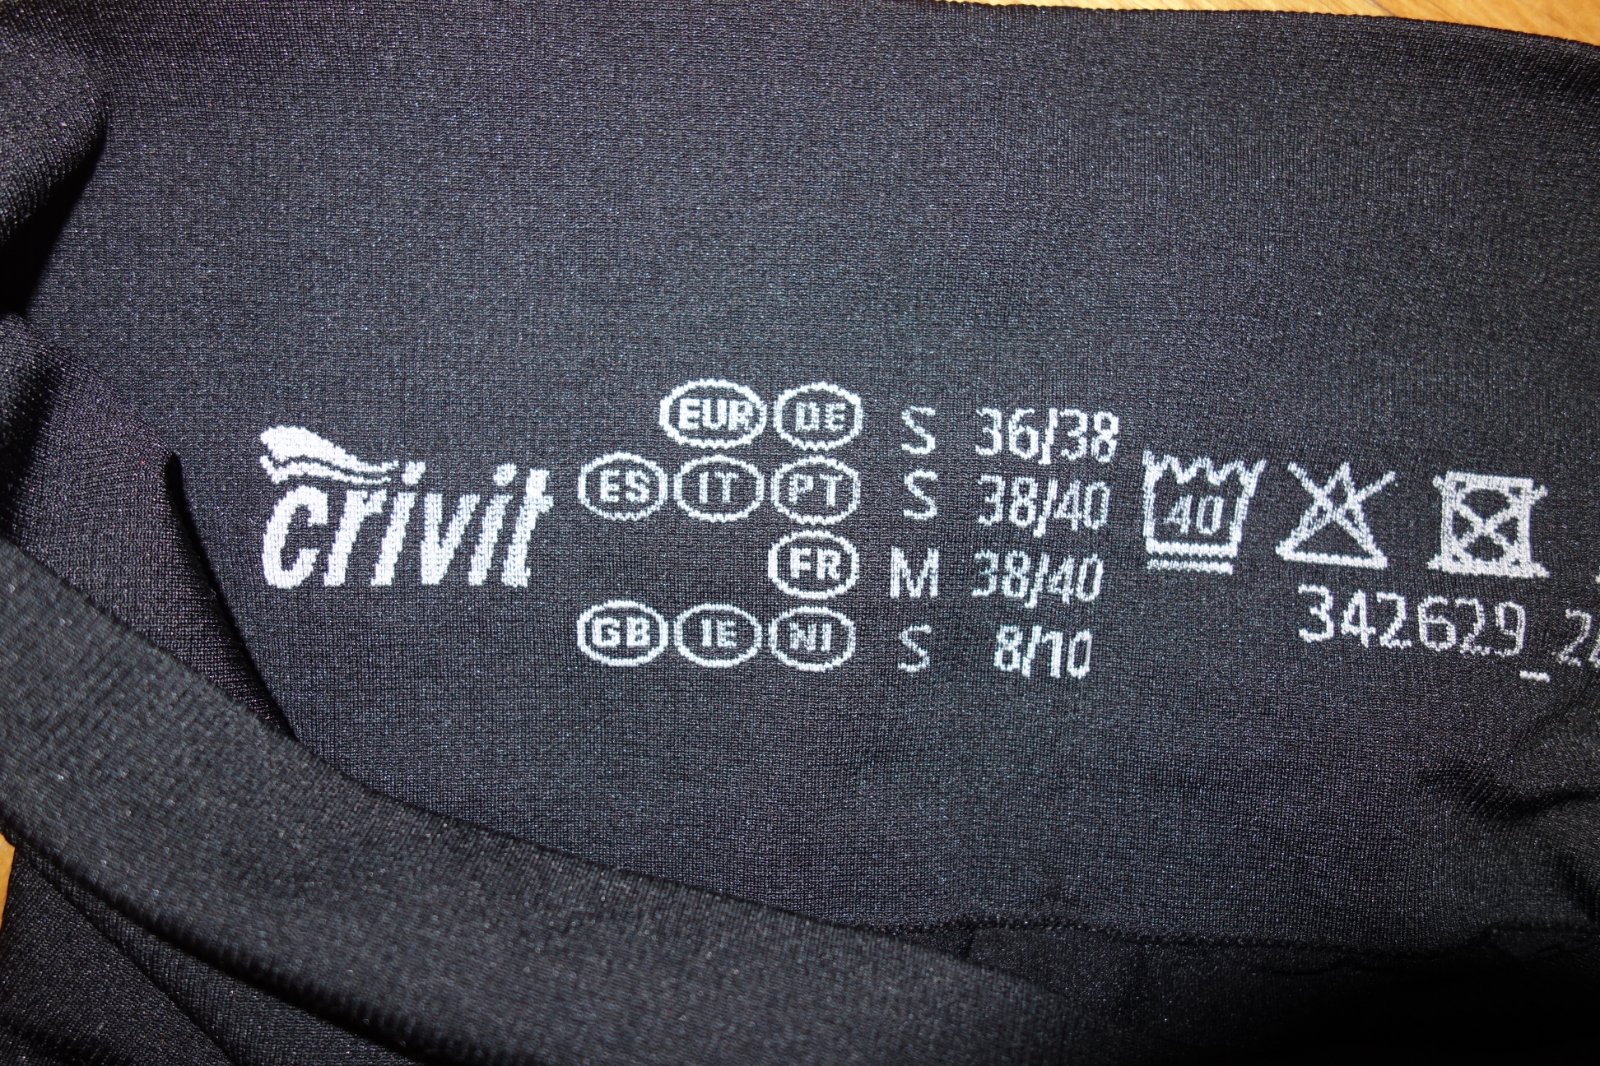 crivit
EUR DE S 36/38
ES IT PT S 38/40
FR M 38/40
GB IE NI S 8/10
40
342629_2